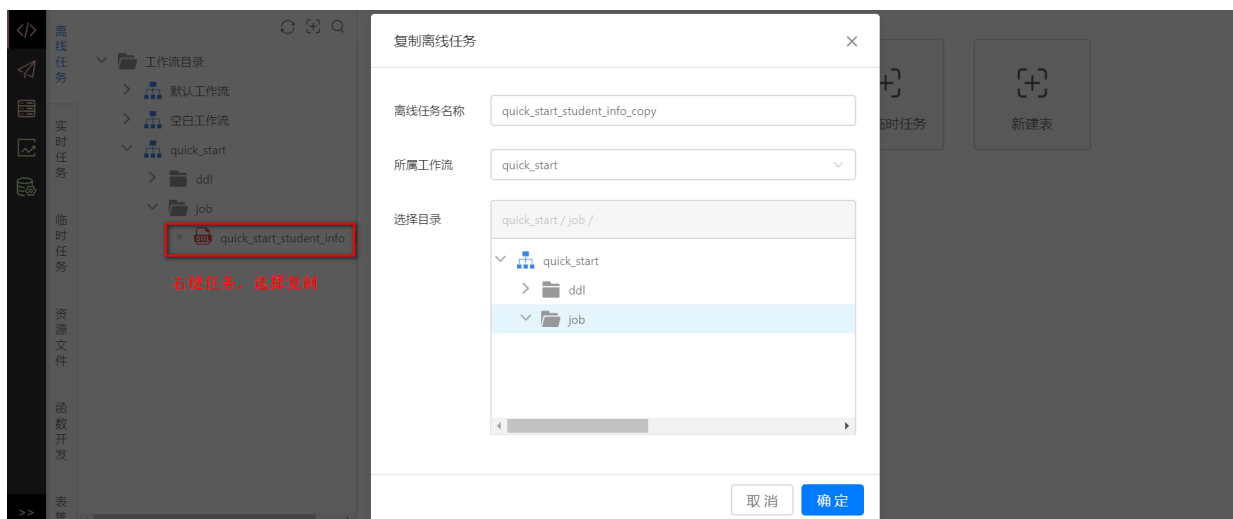 离线任务
实时任务
临时任务
资源文件
函数开发
表
工作流目录
默认工作流
空白工作流
quick_start
ddl
job
SQL
quick_start_student_info
右键任务，选择复制
复制离线任务
离线任务名称
quick_start_student_info_copy
所属工作流
quick_start
选择目录
quick_start / job /
quick_start
ddl
job
取消
确定
时任务
新建表
>>